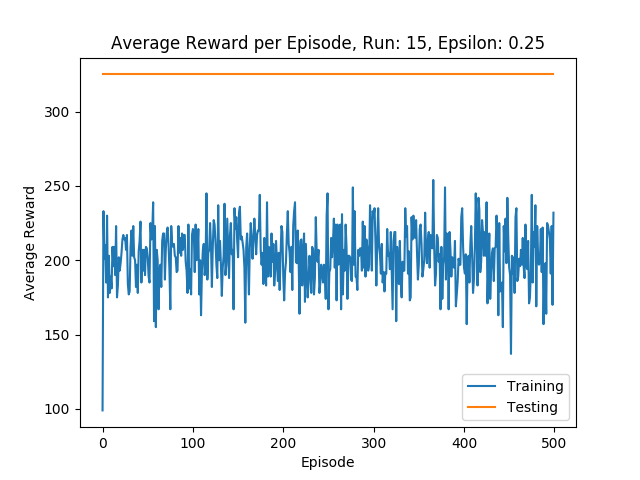 Average Reward per Episode, Run: 15, Epsilon: 0.25
300
250
200
150
100
Average Reward
0
100
200
300
400
500
Episode
Training
Testing